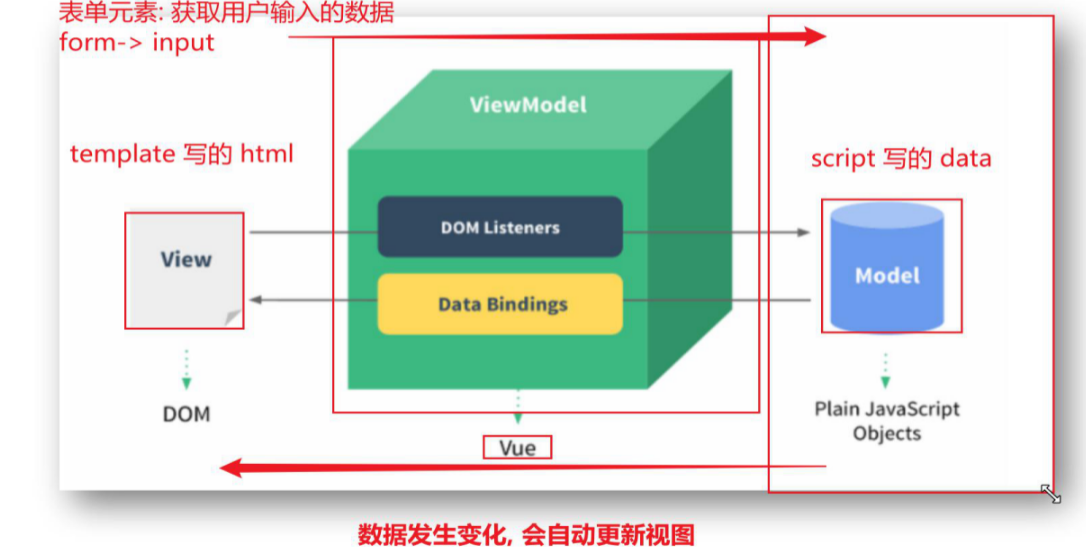 表单元素: 获取用户输入的数据
form-> input
ViewModel
template 写的 html
script 写的 data
DOM Listeners
View
Model
Data Bindings
DOM
Plain JavaScript
Objects
Vue
数据发生变化, 会自动更新视图